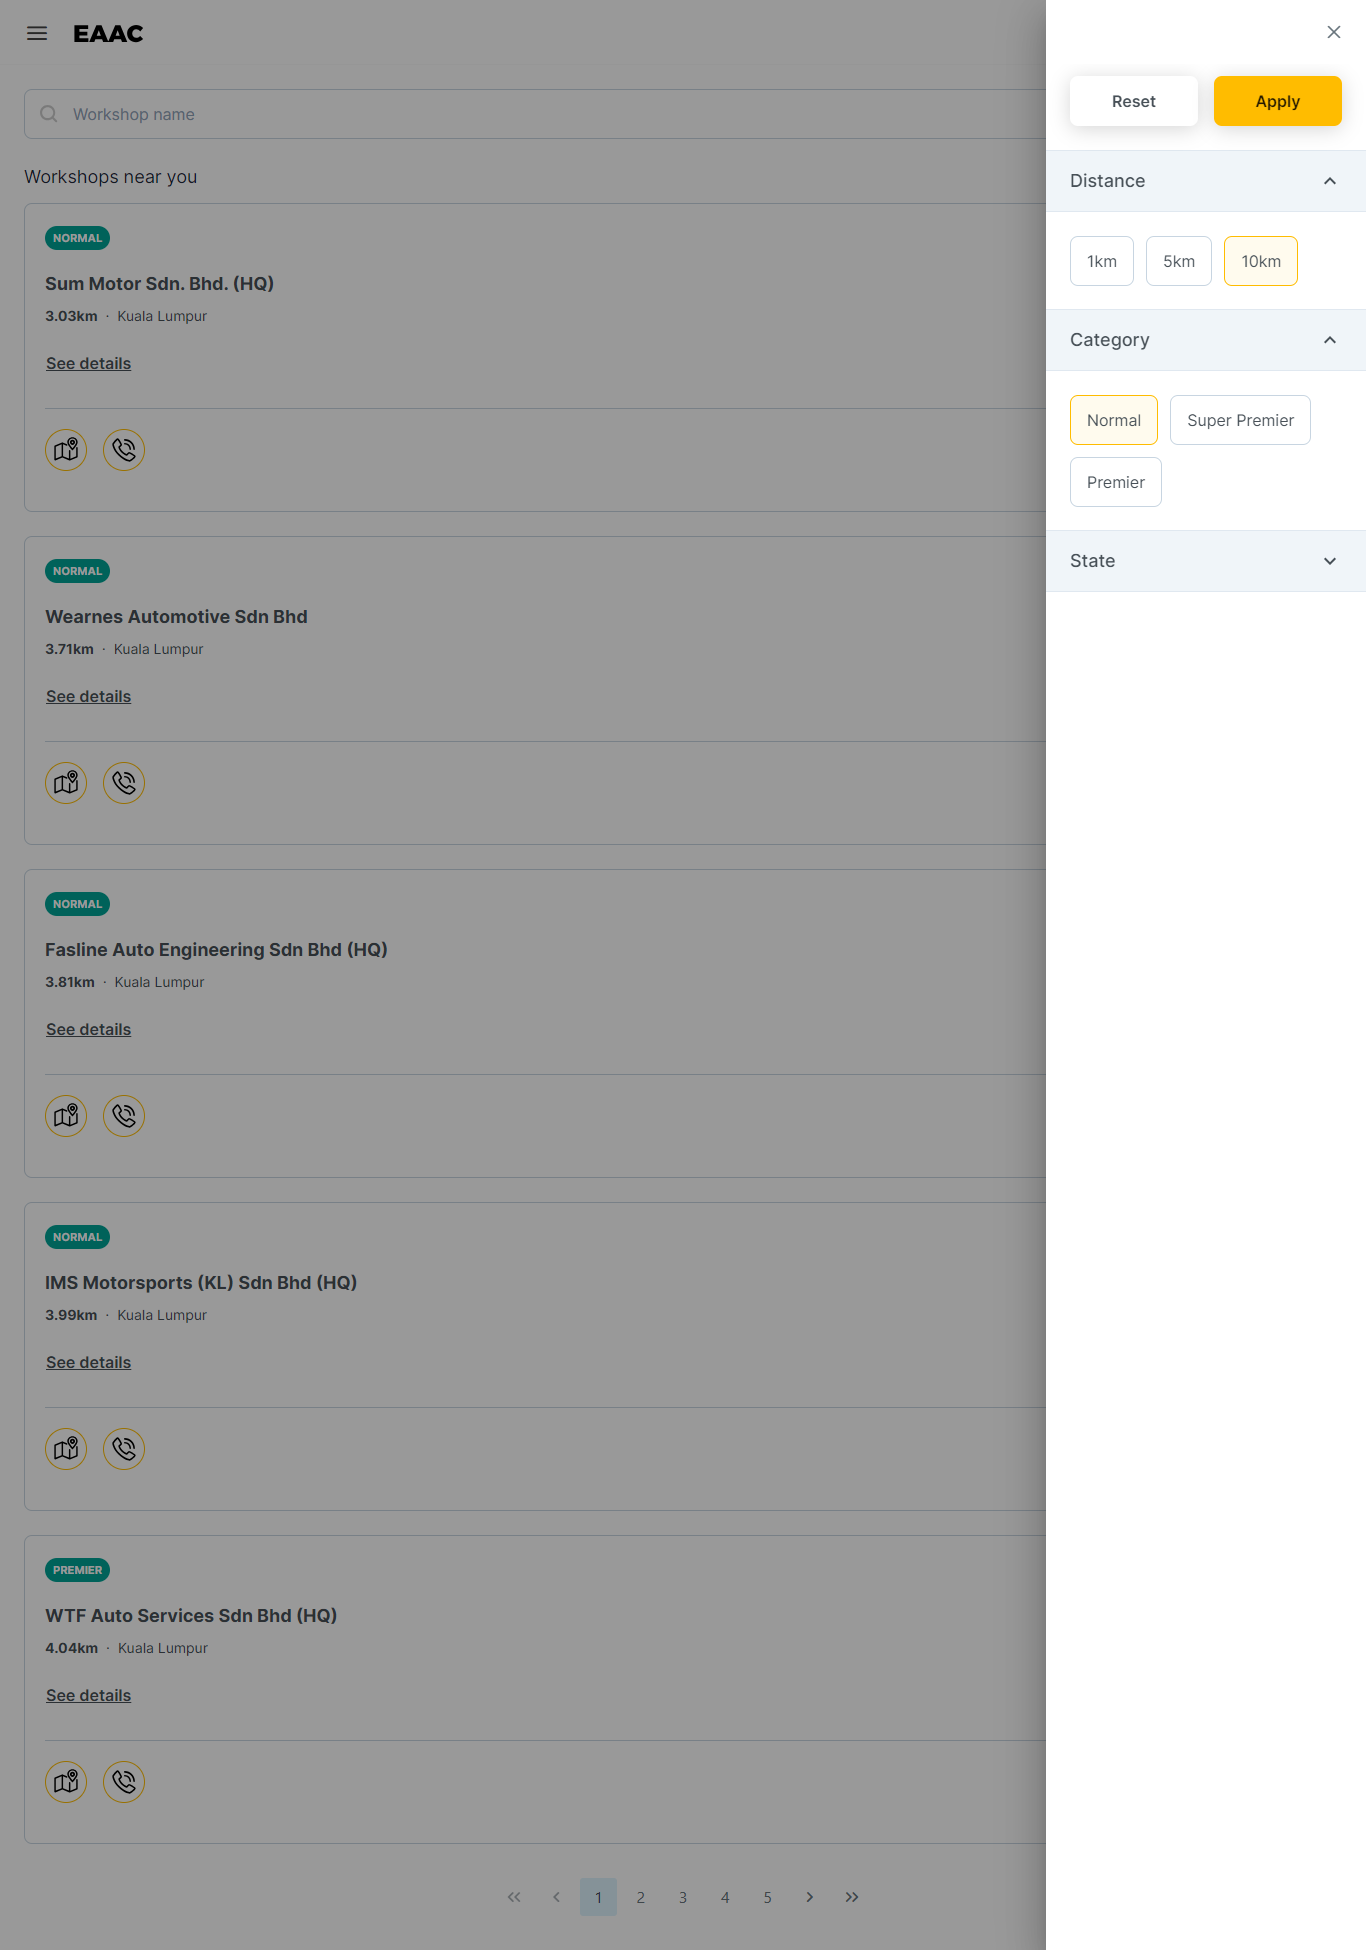 EAAC
Workshop name
Workshops near you
NORMAL
Sum Motor Sdn. Bhd. (HQ)
3.03km · Kuala Lumpur
See details
NORMAL
Wearnes Automotive Sdn Bhd
3.71km · Kuala Lumpur
See details
NORMAL
Fasline Auto Engineering Sdn Bhd (HQ)
3.81km · Kuala Lumpur
See details
NORMAL
IMS Motorsports (KL) Sdn Bhd (HQ)
3.99km · Kuala Lumpur
See details
PREMIER
WTF Auto Services Sdn Bhd (HQ)
4.04km · Kuala Lumpur
See details
1 2 3 4 5
Reset Apply
Distance
1km 5km 10km
Category
Normal Super Premier
Premier
State